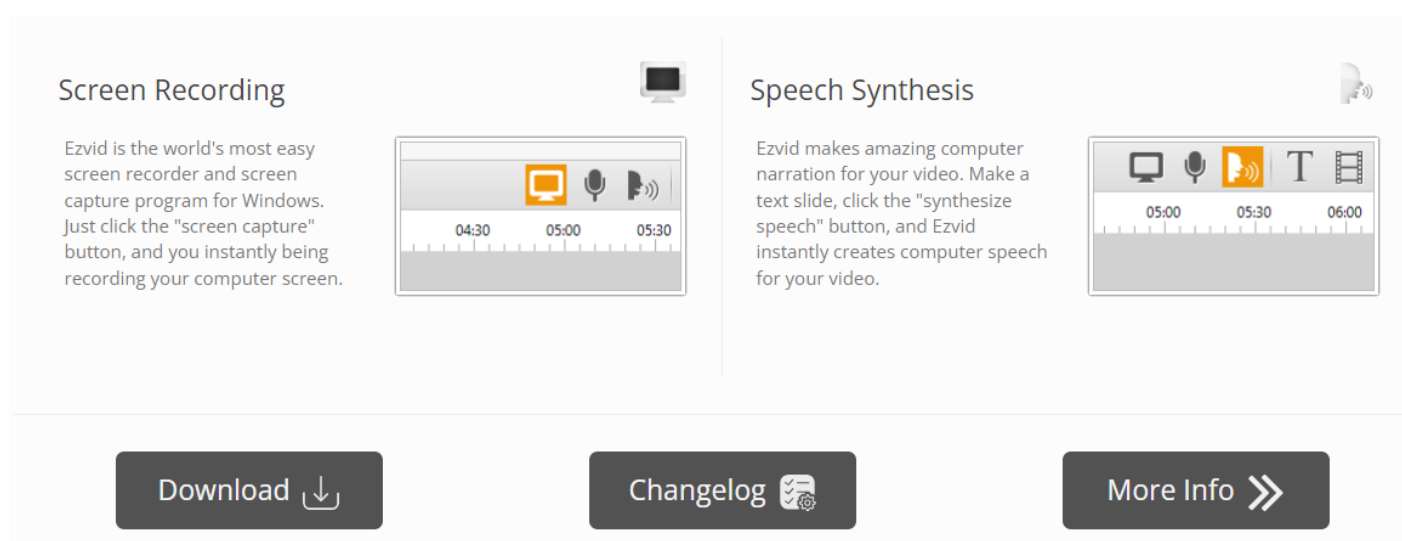 Screen Recording
Ezvid is the world's most easy
screen recorder and screen
capture program for Windows.
Just click the "screen capture"
button, and you instantly being
recording your computer screen.
04:30 05:00 05:30
Speech Synthesis
Ezvid makes amazing computer
narration for your video. Make a
text slide, click the "synthesize
speech" button, and Ezvid
instantly creates computer speech
for your video.
T
05:00 05:30 06:00
Download
Changelog
More Info